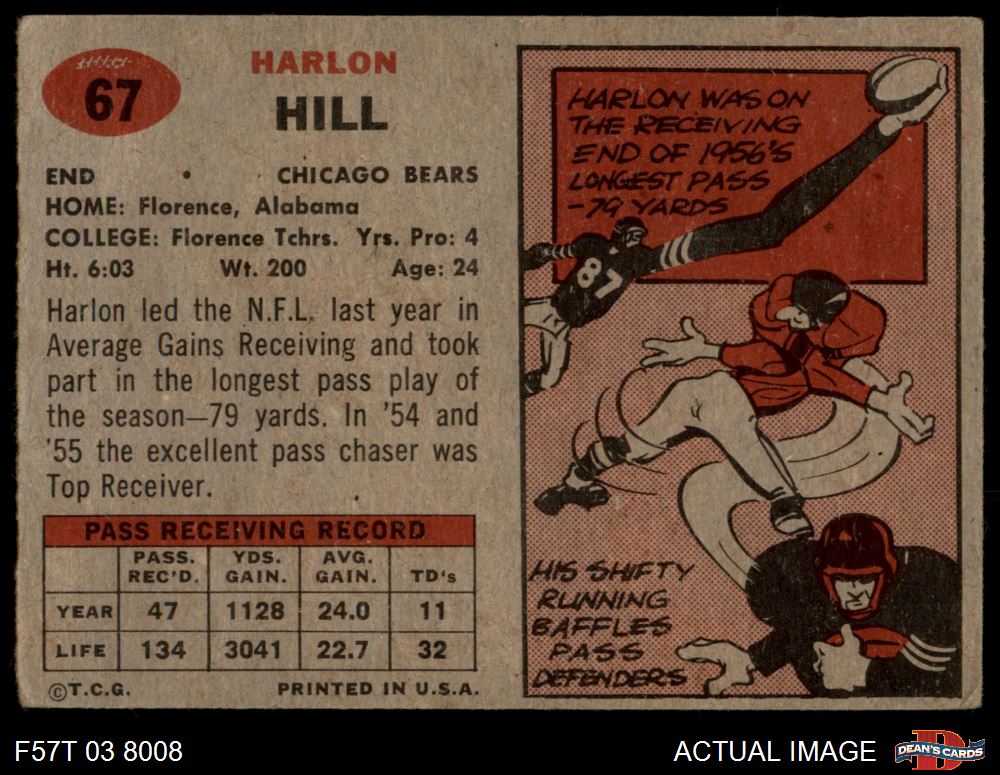 67
HARLON
HILL
END • CHICAGO BEARS
HOME: Florence, Alabama
COLLEGE: Florence Tchrs. Yrs. Pro: 4
Ht. 6:03 Wt. 200 Age: 24
Harlon led the N.F.L. last year in
Average Gains Receiving and took
part in the longest pass play of
the season—79 yards. In '54 and
'55 the excellent pass chaser was
Top Receiver.
PASS RECEIVING RECORD
PASS. REC'D. YDS. GAIN. AVG. GAIN. TD's
YEAR 47 1128 24.0 11
LIFE 134 3041 22.7 32
©T.C.G. PRINTED IN U.S.A.
HARLON WAS ON
THE RECEIVING
END OF 1956'S
LONGEST PASS
-79 YARDS
87
HIS SHIFTY
RUNNING
BAFFLES
PASS
DEFENDERS
F57T 03 8008
ACTUAL IMAGE
D
DEAN'S CARDS